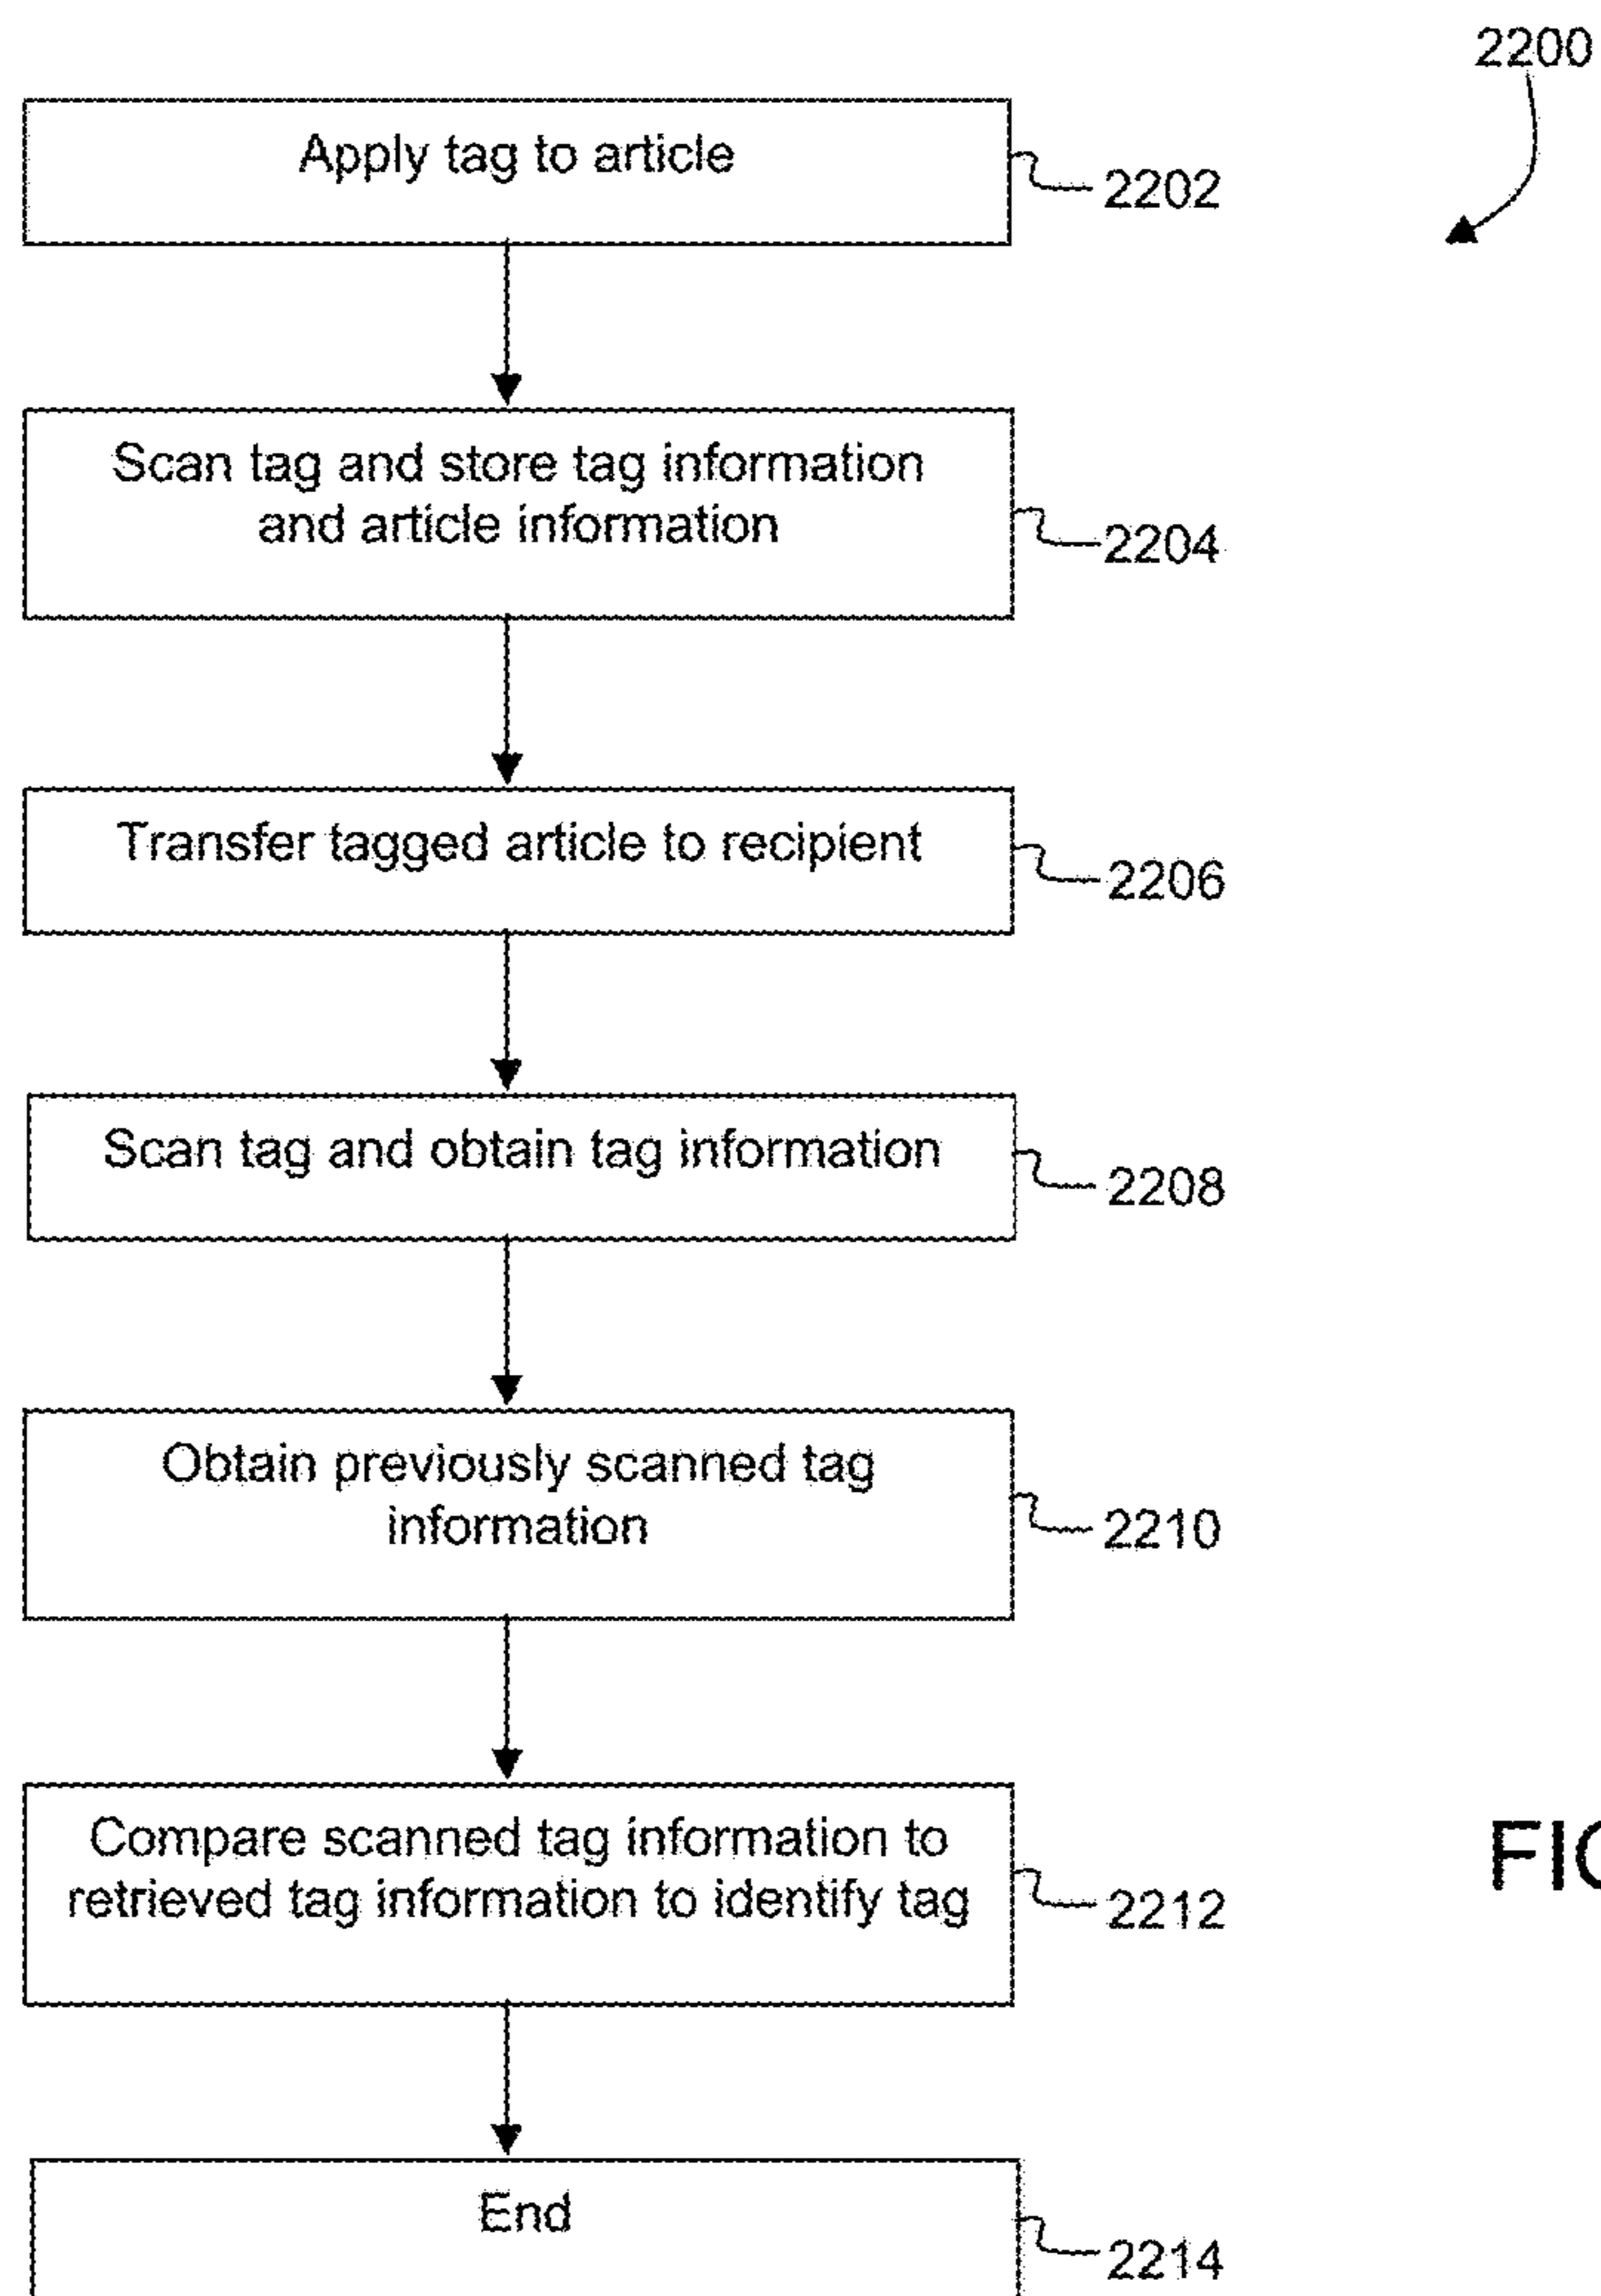 2200
Apply tag to article
2202
Scan tag and store tag information
and article information
2204
Transfer tagged article to recipient
2206
Scan tag and obtain tag information
2208
Obtain previously scanned tag
information
2210
Compare scanned tag information to
retrieved tag information to identify tag
2212
End
2214